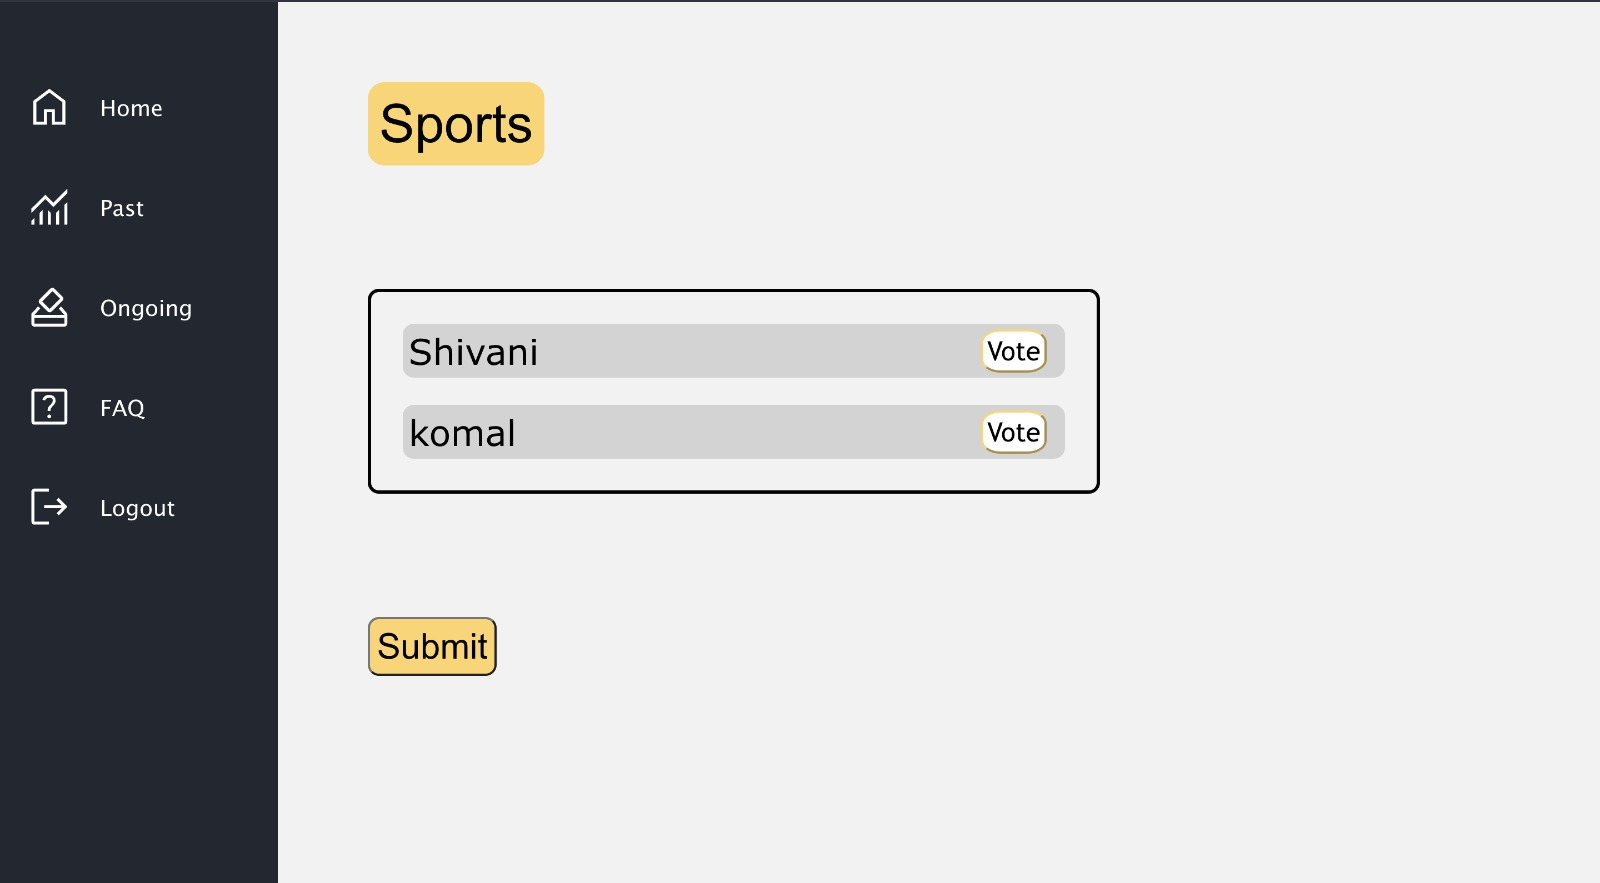 Home
Past
Ongoing
FAQ
Logout
Sports
Shivani Vote
komal Vote
Submit